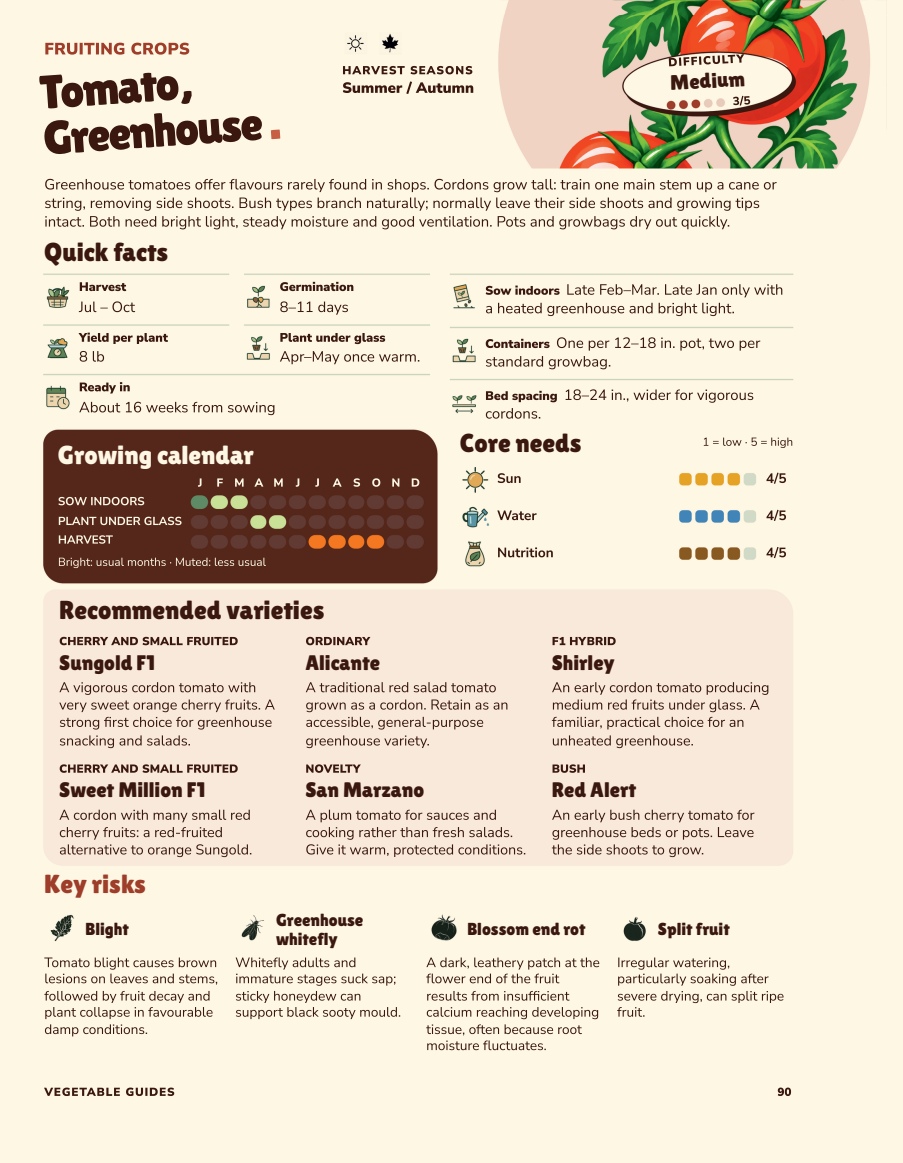 FRUITING CROPS
Tomato,
Greenhouse.
HARVEST SEASONS
Summer / Autumn
DIFFICULTY
Medium
3/5
Greenhouse tomatoes offer flavours rarely found in shops. Cordons grow tall: train one main stem up a cane or
string, removing side shoots. Bush types branch naturally; normally leave their side shoots and growing tips
intact. Both need bright light, steady moisture and good ventilation. Pots and growbags dry out quickly.
Quick facts
Harvest
Jul – Oct
Germination
8–11 days
Yield per plant
8 lb
Plant under glass
Apr–May once warm.
Ready in
About 16 weeks from sowing
Sow indoors Late Feb–Mar. Late Jan only with
a heated greenhouse and bright light.
Containers One per 12–18 in. pot, two per
standard growbag.
Bed spacing 18–24 in., wider for vigorous
cordons.
Growing calendar
J F M A M J J A S O N D
SOW INDOORS
PLANT UNDER GLASS
HARVEST
Bright: usual months · Muted: less usual
Core needs
1 = low · 5 = high
Sun 4/5
Water 4/5
Nutrition 4/5
Recommended varieties
CHERRY AND SMALL FRUITED
Sungold F1
A vigorous cordon tomato with
very sweet orange cherry fruits. A
strong first choice for greenhouse
snacking and salads.
ORDINARY
Alicante
A traditional red salad tomato
grown as a cordon. Retain as an
accessible, general-purpose
greenhouse variety.
F1 HYBRID
Shirley
An early cordon tomato producing
medium red fruits under glass. A
familiar, practical choice for an
unheated greenhouse.
CHERRY AND SMALL FRUITED
Sweet Million F1
A cordon with many small red
cherry fruits: a red-fruited
alternative to orange Sungold.
NOVELTY
San Marzano
A plum tomato for sauces and
cooking rather than fresh salads.
Give it warm, protected conditions.
BUSH
Red Alert
An early bush cherry tomato for
greenhouse beds or pots. Leave
the side shoots to grow.
Key risks
Blight
Tomato blight causes brown
lesions on leaves and stems,
followed by fruit decay and
plant collapse in favourable
damp conditions.
Greenhouse
whitefly
Whitefly adults and
immature stages suck sap;
sticky honeydew can
support black sooty mould.
Blossom end rot
A dark, leathery patch at the
flower end of the fruit
results from insufficient
calcium reaching developing
tissue, often because root
moisture fluctuates.
Split fruit
Irregular watering,
particularly soaking after
severe drying, can split ripe
fruit.
VEGETABLE GUIDES
90